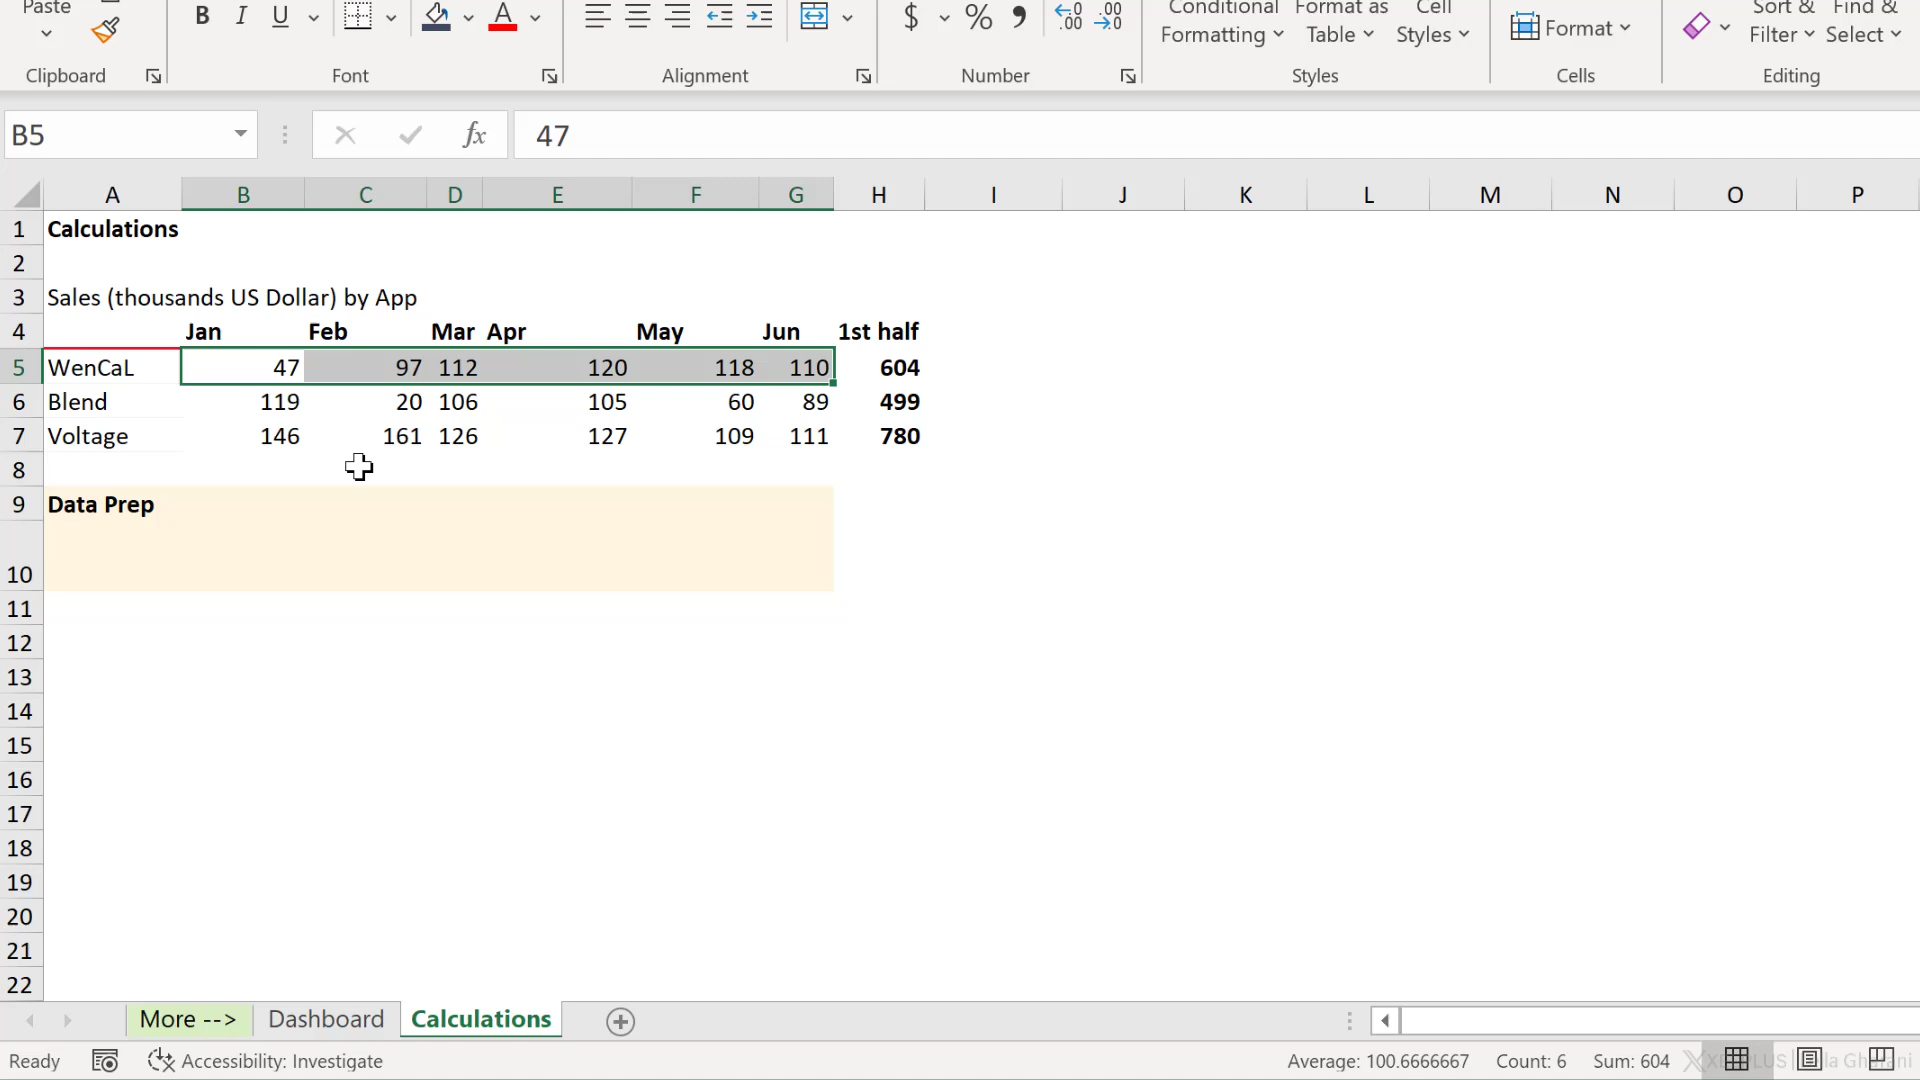 Paste
B I U A
$ % 9 .00 .00
Conditional Format as Cell
Formatting Table Styles
Format
Sort & Find &
Filter Select
Clipboard Font Alignment Number Styles Cells Editing
B5 fx 47
A B C D E F G H I J K L M N O P
1 Calculations
2
3 Sales (thousands US Dollar) by App
4 Jan Feb Mar Apr May Jun 1st half
5 WenCaL 47 97 112 120 118 110 604
6 Blend 119 20 106 105 60 89 499
7 Voltage 146 161 126 127 109 111 780
8
9 Data Prep
10
11
12
13
14
15
16
17
18
19
20
21
22
More --> Dashboard Calculations
Ready Accessibility: Investigate Average: 100.6666667 Count: 6 Sum: 604